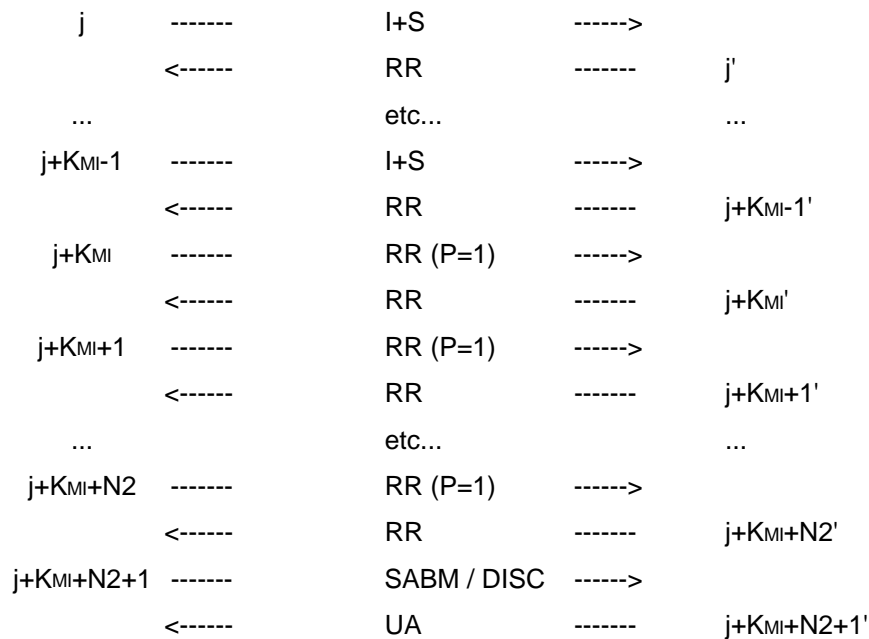 j ------- I+S ------>
<------ RR ------- j'
... etc... ...
j+KMI-1 ------- I+S ------>
<------ RR ------- j+KMI-1'
j+KMI ------- RR (P=1) ------>
<------ RR ------- j+KMI'
j+KMI+1 ------- RR (P=1) ------>
<------ RR ------- j+KMI+1'
... etc... ...
j+KMI+N2 ------- RR (P=1) ------>
<------ RR ------- j+KMI+N2'
j+KMI+N2+1 ------- SABM / DISC ------>
<------ UA ------- j+KMI+N2+1'